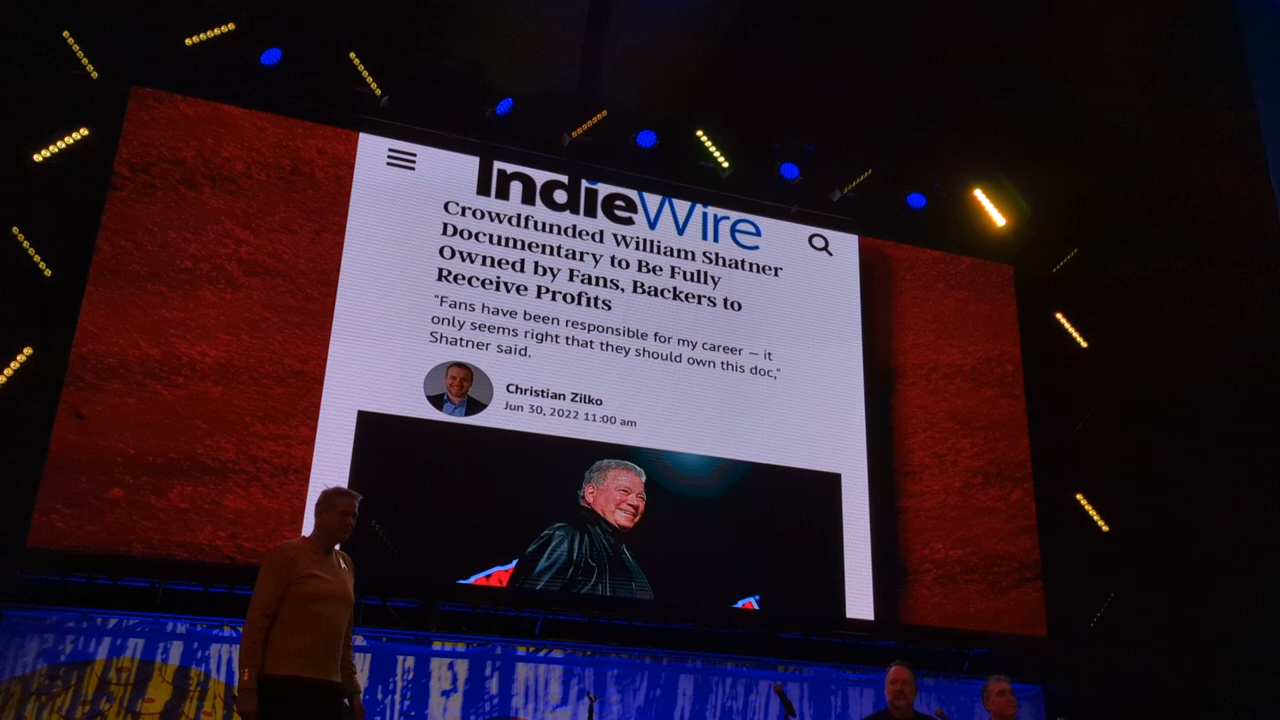 IndieWire
Crowdfunded William Shatner
Documentary to Be Fully
Owned by Fans, Backers to
Receive Profits
"Fans have been responsible for my career — it
only seems right that they should own this doc,"
Shatner said.
Christian Zilko
Jun 30, 2022 11:00 am